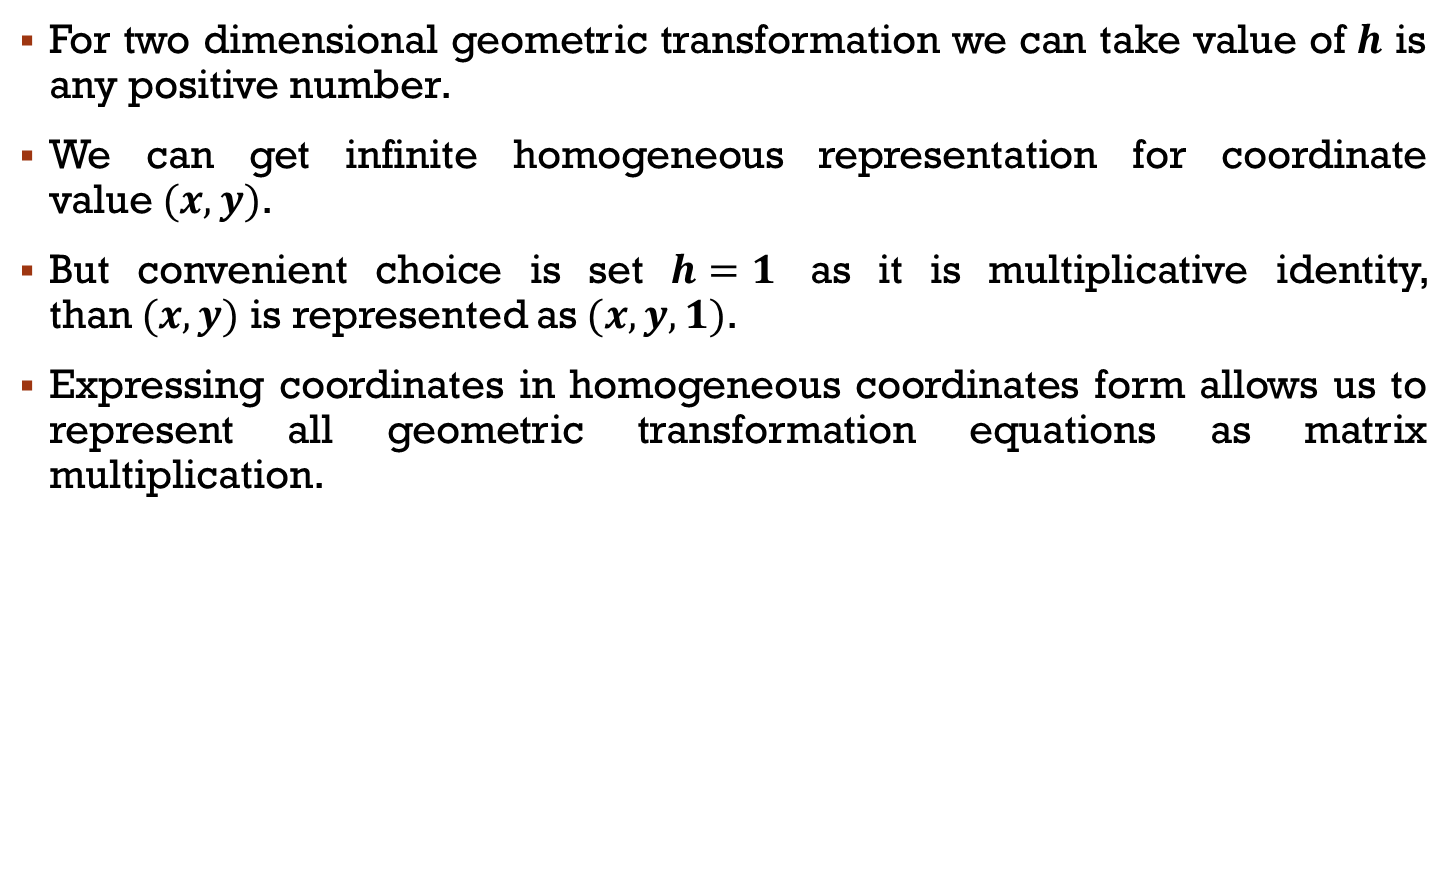 ▪ For two dimensional geometric transformation we can take value of h is
any positive number.
▪ We can get infinite homogeneous representation for coordinate
value (x, y).
▪ But convenient choice is set h = 1 as it is multiplicative identity,
than (x, y) is represented as (x, y, 1).
▪ Expressing coordinates in homogeneous coordinates form allows us to
represent all geometric transformation equations as matrix
multiplication.